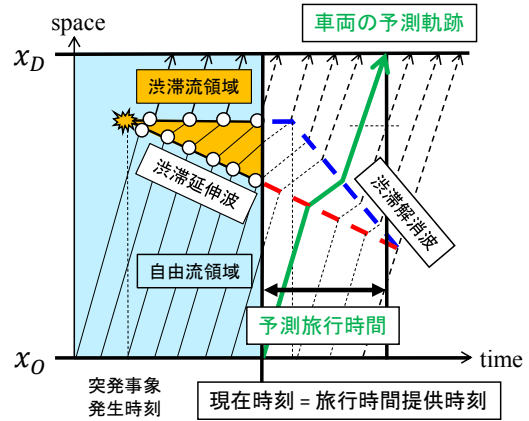 space
車両の予測軌跡
x_D
渋滞流領域
渋滞延伸波
渋滞解消波
自由流領域
予測旅行時間
x_O
time
突発事象
発生時刻
現在時刻 = 旅行時間提供時刻